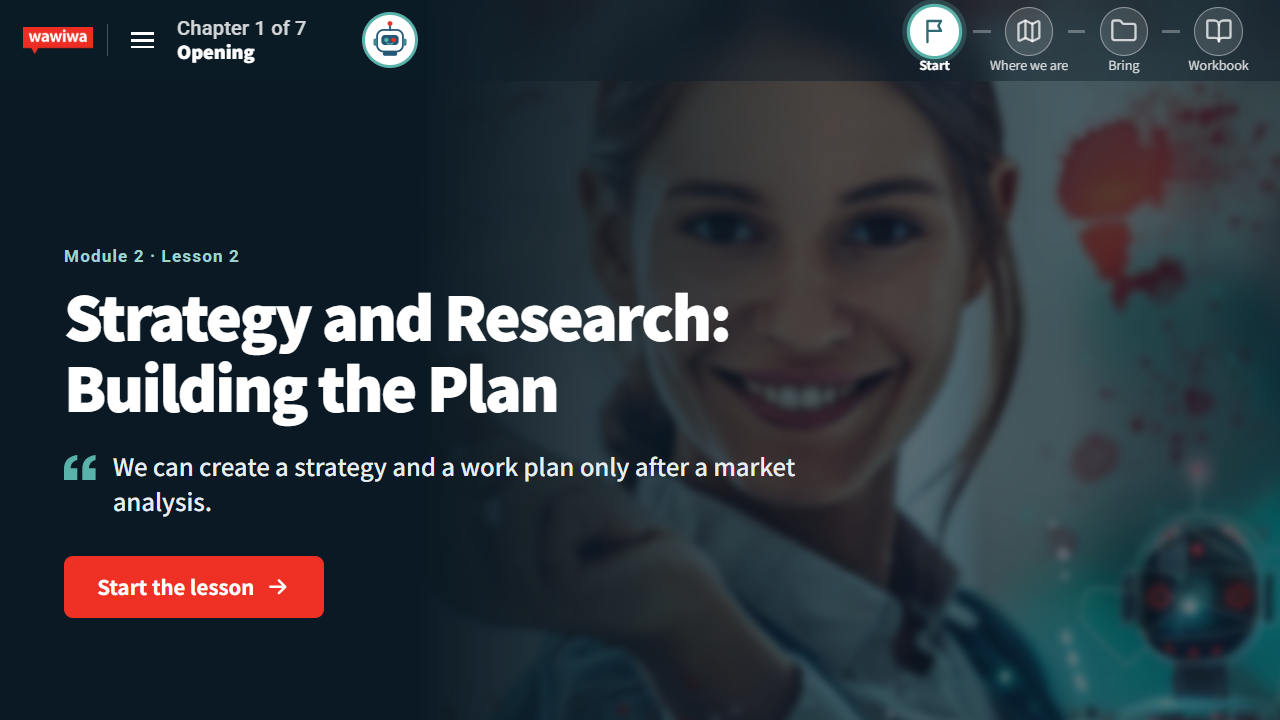 wawiwa
Chapter 1 of 7
Opening
Start
Where we are
Bring
Workbook
Module 2 · Lesson 2
Strategy and Research:
Building the Plan
We can create a strategy and a work plan only after a market
analysis.
Start the lesson